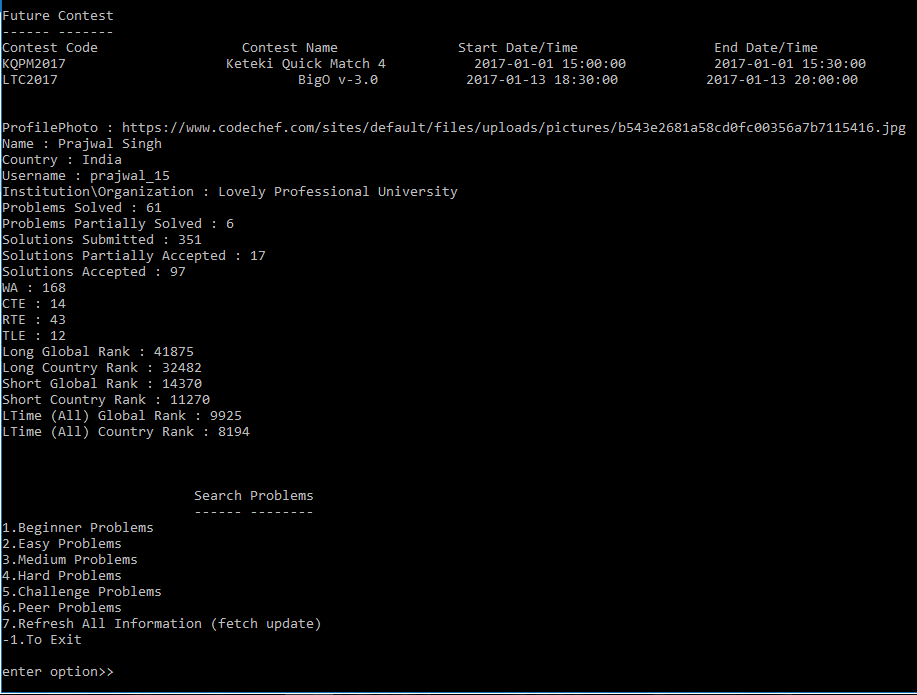 Future Contest
------ -------
Contest Code Contest Name Start Date/Time End Date/Time
KQPM2017 Keteki Quick Match 4 2017-01-01 15:00:00 2017-01-01 15:30:00
LTC2017 BigO v-3.0 2017-01-13 18:30:00 2017-01-13 20:00:00
ProfilePhoto : https://www.codechef.com/sites/default/files/uploads/pictures/b543e2681a58cd0fc00356a7b7115416.jpg
Name : Prajwal Singh
Country : India
Username : prajwal_15
Institution\Organization : Lovely Professional University
Problems Solved : 61
Problems Partially Solved : 6
Solutions Submitted : 351
Solutions Partially Accepted : 17
Solutions Accepted : 97
WA : 168
CTE : 14
RTE : 43
TLE : 12
Long Global Rank : 41875
Long Country Rank : 32482
Short Global Rank : 14370
Short Country Rank : 11270
LTime (All) Global Rank : 9925
LTime (All) Country Rank : 8194
Search Problems
------ --------
1.Beginner Problems
2.Easy Problems
3.Medium Problems
4.Hard Problems
5.Challenge Problems
6.Peer Problems
7.Refresh All Information (fetch update)
-1.To Exit
enter option>>